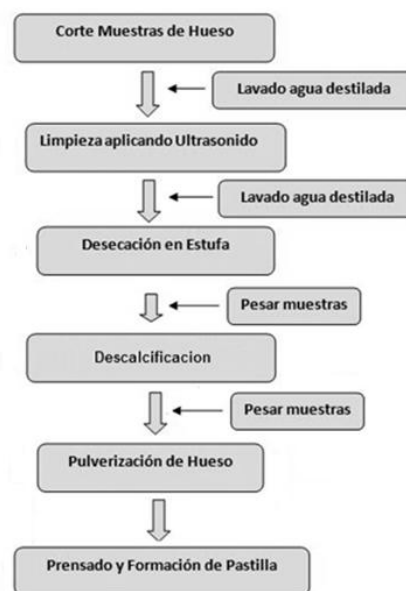 Corte Muestras de Hueso
Lavado agua destilada
Limpieza aplicando Ultrasonido
Lavado agua destilada
Desecación en Estufa
Pesar muestras
Descalcificacion
Pesar muestras
Pulverización de Hueso
Prensado y Formación de Pastilla